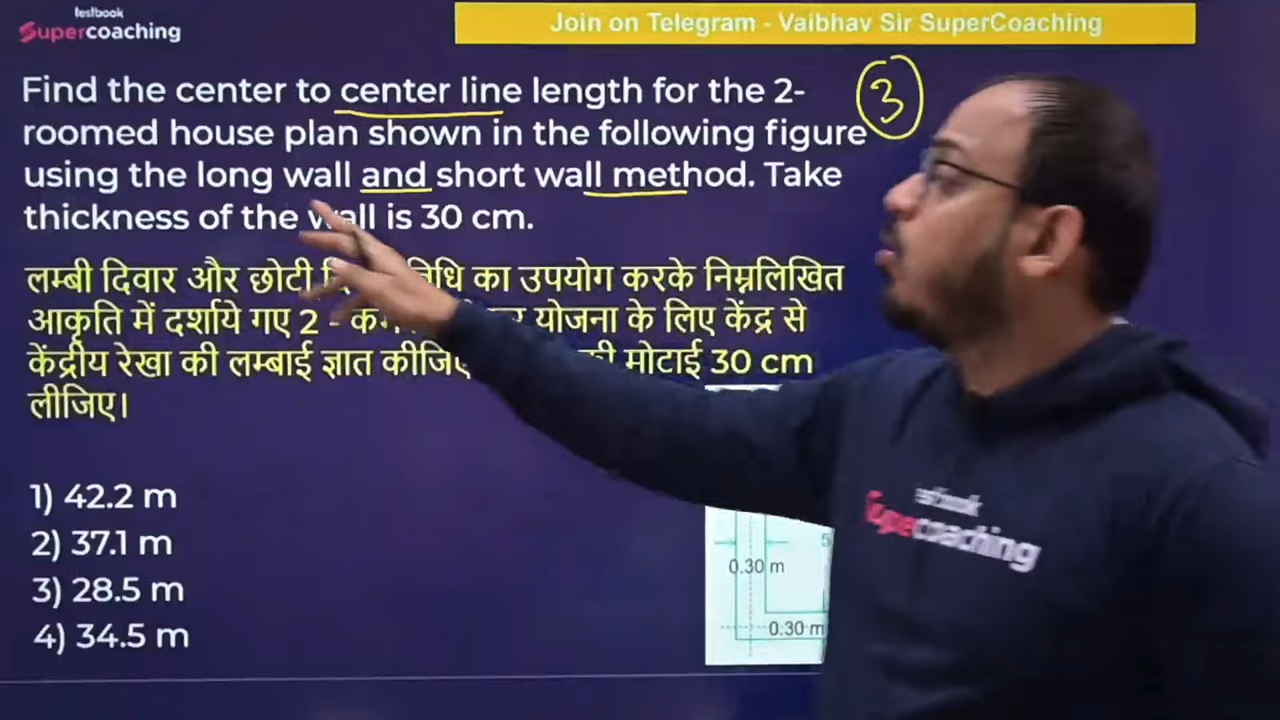 testbook
Supercoaching
Join on Telegram - Vaibhav Sir SuperCoaching
Find the center to center line length for the 2-
roomed house plan shown in the following figure
using the long wall and short wall method. Take
thickness of the wall is 30 cm.
3
लम्बी दिवार और छोटी का उपयोग करके निम्नलिखित
आकृति में दर्शाये गए 2 - योजना के लिए केंद्र से
केंद्रीय रेखा की लम्बाई ज्ञात कीजिए मोटाई 30 cm
लीजिए।
1) 42.2 m
2) 37.1 m
3) 28.5 m
4) 34.5 m
0.30 m
0.30 m
testbook
Supercoaching